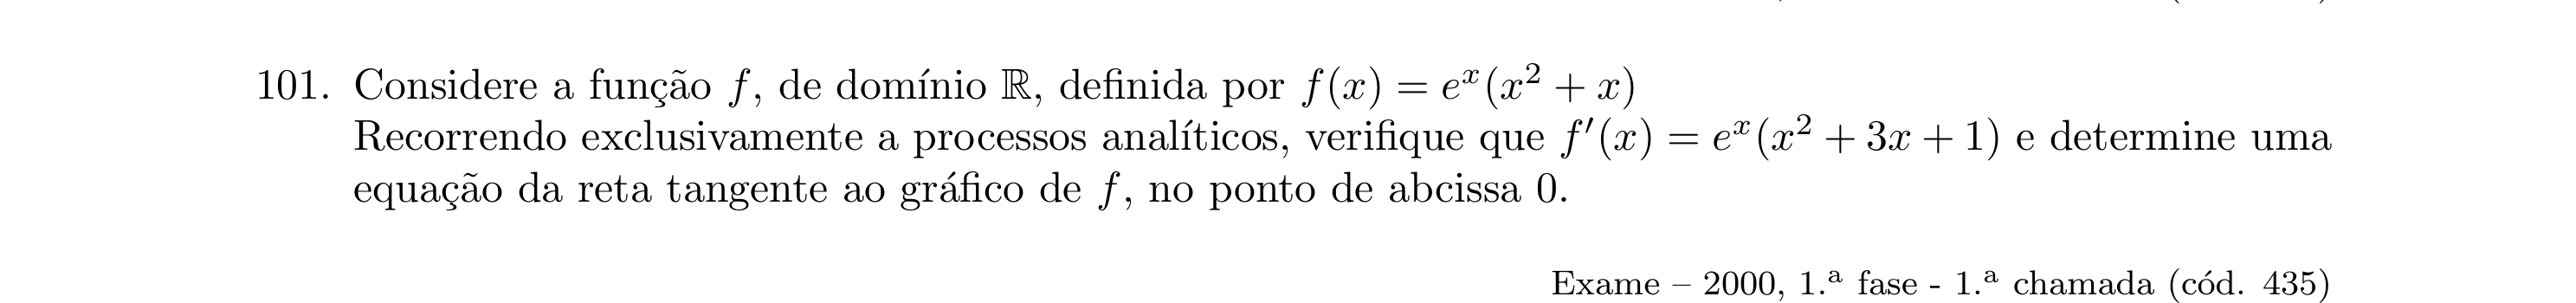 101. Considere a função f, de domínio ℝ, definida por f(x) = eˣ(x² + x)
Recorrendo exclusivamente a processos analíticos, verifique que f′(x) = eˣ(x² + 3x + 1) e determine uma
equação da reta tangente ao gráfico de f, no ponto de abcissa 0.
Exame – 2000, 1.ª fase - 1.ª chamada (cód. 435)